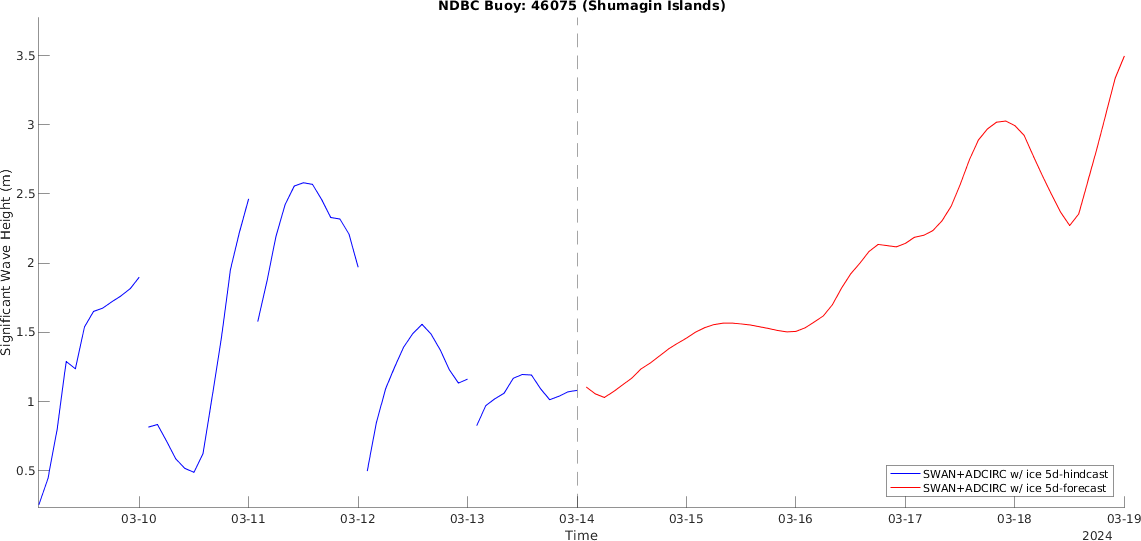 NDBC Buoy: 46075 (Shumagin Islands)
3.5
3
2.5
2
1.5
1
0.5
Significant Wave Height (m)
SWAN+ADCIRC w/ ice 5d-hindcast
SWAN+ADCIRC w/ ice 5d-forecast
03-10 03-11 03-12 03-13 03-14 03-15 03-16 03-17 03-18 03-19
Time
2024